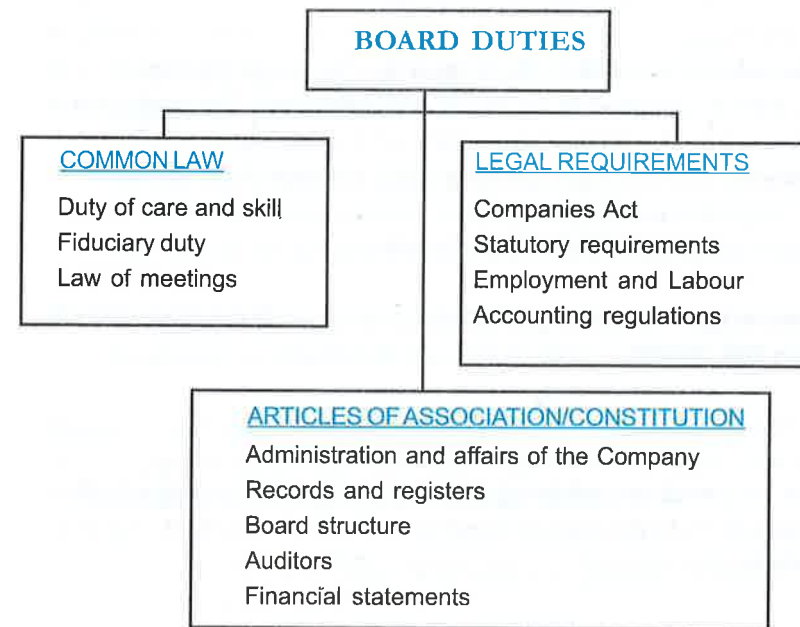 BOARD DUTIES
COMMON LAW
Duty of care and skill
Fiduciary duty
Law of meetings
LEGAL REQUIREMENTS
Companies Act
Statutory requirements
Employment and Labour
Accounting regulations
ARTICLES OF ASSOCIATION/CONSTITUTION
Administration and affairs of the Company
Records and registers
Board structure
Auditors
Financial statements